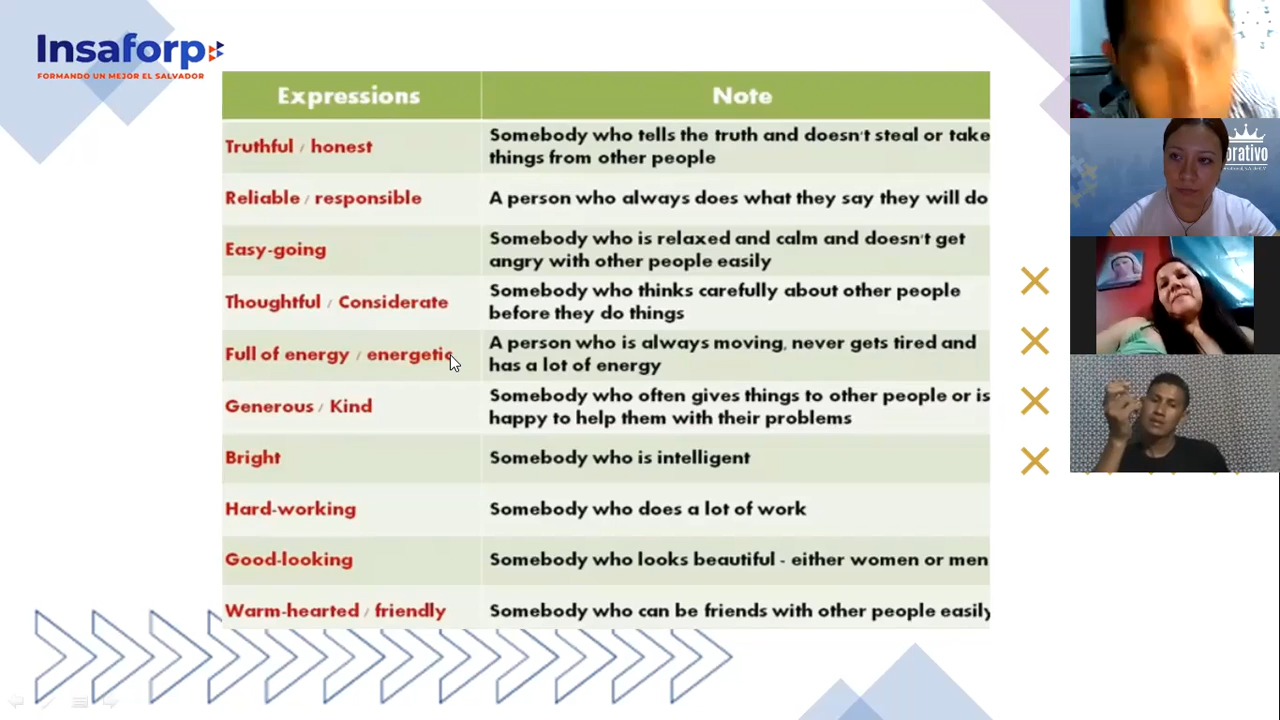 Insaforp
FORMANDO UN MEJOR EL SALVADOR
Expressions
Note
Truthful / honest
Somebody who tells the truth and doesn't steal or take
things from other people
Reliable / responsible
A person who always does what they say they will do
Easy-going
Somebody who is relaxed and calm and doesn't get
angry with other people easily
Thoughtful / Considerate
Somebody who thinks carefully about other people
before they do things
Full of energy / energetic
A person who is always moving, never gets tired and
has a lot of energy
Generous / Kind
Somebody who often gives things to other people or is
happy to help them with their problems
Bright
Somebody who is intelligent
Hard-working
Somebody who does a lot of work
Good-looking
Somebody who looks beautiful - either women or men
Warm-hearted / friendly
Somebody who can be friends with other people easily